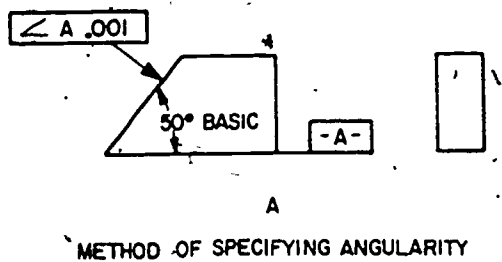 ∠ A .001
50° BASIC
-A-
A
METHOD OF SPECIFYING ANGULARITY